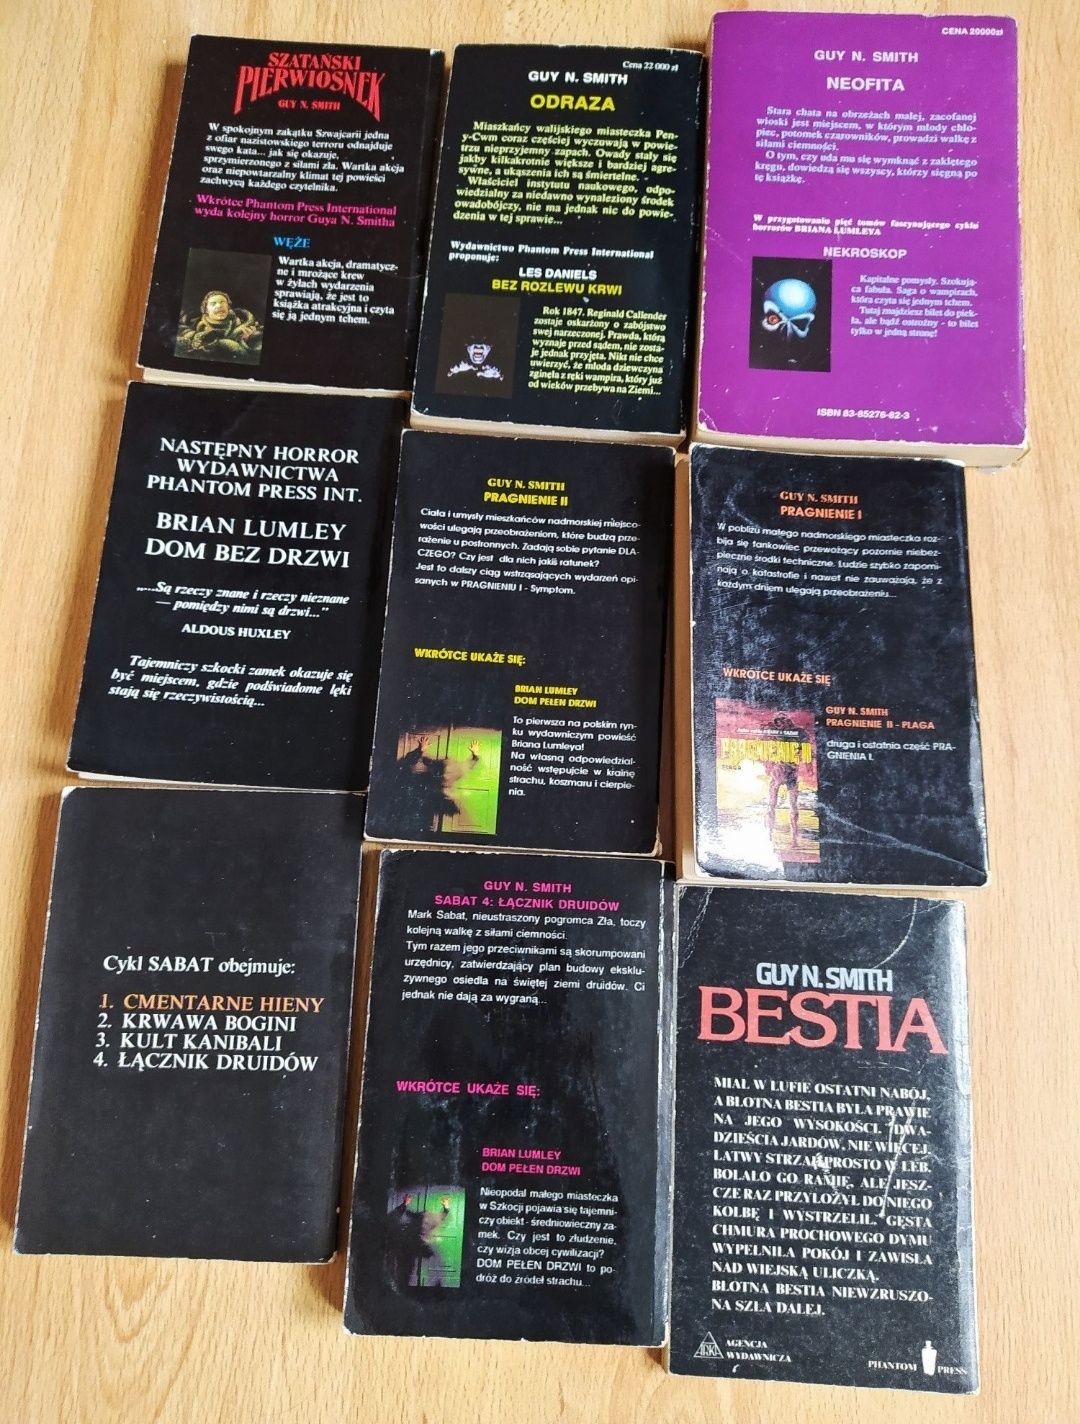 SZATAŃSKI
PIERWIOSNEK
GUY N. SMITH
W spokojnym zakątku Szwajcarii jedna
z ofiar nazistowskiego terroru odnajduje
swego kata... jak się okazuje,
sprzymierzonego z siłami zła. Wartka akcja
oraz niepowtarzalny klimat tej powieści
zachwycą każdego czytelnika.
Wkrótce Phantom Press International
wyda kolejny horror Guya N. Smitha
WĘŻE
Wartka akcja, dramatycz-
ne i mrożące krew
w żyłach wydarzenia
sprawiają, że jest to
książka atrakcyjna i czyta
się ją jednym tchem.
Cena 22 000 zł
GUY N. SMITH
ODRAZA
Miaszkańcy walijskiego miasteczka Pen-
y-Cwm coraz częściej wyczuwają w powie-
trzu nieprzyjemny zapach. Owady stały się
jakby kilkakrotnie większe i bardziej agre-
sywne, a ukąszenia ich są śmiertelne.
Właściciel instytutu naukowego, odpo-
wiedzialny za niedawno wynaleziony środek
owadobójczy, nie ma jednak nic do powie-
dzenia w tej sprawie...
Wydawnictwo Phantom Press International
proponuje:
LES DANIELS
BEZ ROZLEWU KRWI
Rok 1847. Reginald Callender
zostaje oskarżony o zabójstwo
swej narzeczonej. Prawda, którą
wyznaje przed sądem, nie zosta-
je jednak przyjęta. Nikt nie chce
uwierzyć, że młoda dziewczyna
zginęła z ręki wampira, który już
od wieków przebywa na Ziemi...
CENA 20000zł
GUY N. SMITH
NEOFITA
Stara chata na obrzeżach małej, zacofanej
wioski jest miejscem, w którym młody chło-
piec, potomek czarowników, prowadzi walkę z
siłami ciemności.
O tym, czy uda mu się wymknąć z zaklętego
kręgu, dowiedzą się wszyscy, którzy sięgną po
tę książkę.
W przygotowaniu pięć tomów fascynującego cyklu
horrorów BRIANA LUMLEYA
NEKROSKOP
Kapitalne pomysły. Szokują-
ca fabuła. Saga o wampirach,
która czyta się jednym tchem.
Tutaj znajdziesz bilet do piek-
ła, ale bądź ostrożny - to bilet
tylko w jedną stronę!
ISBN 83-85276-62-3
NASTĘPNY HORROR
WYDAWNICTWA
PHANTOM PRESS INT.
BRIAN LUMLEY
DOM BEZ DRZWI
„....Są rzeczy znane i rzeczy nieznane
— pomiędzy nimi są drzwi..."
ALDOUS HUXLEY
Tajemniczy szkocki zamek okazuje się
być miejscem, gdzie podświadome lęki
stają się rzeczywistością...
GUY N. SMITH
PRAGNIENIE II
Ciała i umysły mieszkańców nadmorskiej miejsco-
wości ulegają przeobrażeniom, które budzą prze-
rażenie u postronnych. Zadają sobie pytanie DLA-
CZEGO? Czy jest dla nich jakiś ratunek?
Jest to dalszy ciąg wstrząsających wydarzeń opi-
sanych w PRAGNIENIU I - Symptom.
WKRÓTCE UKAŻE SIĘ:
BRIAN LUMLEY
DOM PEŁEN DRZWI
To pierwsza na polskim ryn-
ku wydawniczym powieść
Briana Lumleya!
Na własną odpowiedzial-
ność wstępujcie w krainę
strachu, koszmaru i cierpie-
nia.
GUY N. SMITH
PRAGNIENIE I
W pobliżu małego nadmorskiego miasteczka roz-
bija się tankowiec przewożący pozornie niebez-
pieczne środki techniczne. Ludzie szybko zapomi-
nają o katastrofie i nawet nie zauważają, że z
każdym dniem ulegają przeobrażeniu...
WKRÓTCE UKAŻE SIĘ
PRAGNIENIE II
GUY N. SMITH
PRAGNIENIE II - PLAGA
druga i ostatnia część PRA-
GNIENIA I.
Cykl SABAT obejmuje:
1. CMENTARNE HIENY
2. KRWAWA BOGINI
3. KULT KANIBALI
4. ŁĄCZNIK DRUIDÓW
GUY N. SMITH
SABAT 4: ŁĄCZNIK DRUIDÓW
Mark Sabat, nieustraszony pogromca Zła, toczy
kolejną walkę z siłami ciemności.
Tym razem jego przeciwnikami są skorumpowani
urzędnicy, zatwierdzający plan budowy eksklu-
zywnego osiedla na świętej ziemi druidów. Ci
jednak nie dają za wygraną...
WKRÓTCE UKAŻE SIĘ:
BRIAN LUMLEY
DOM PEŁEN DRZWI
Nieopodal małego miasteczka
w Szkocji pojawia się tajemni-
czy obiekt - średniowieczny za-
mek. Czy jest to złudzenie,
czy wizja obcej cywilizacji?
DOM PEŁEN DRZWI to po-
dróż do źródeł strachu...
GUY N. SMITH
BESTIA
MIAŁ W LUFIE OSTATNI NABÓJ,
A BŁOTNA BESTIA BYŁA PRAWIE
NA JEGO WYSOKOŚCI. DWA-
DZIEŚCIA JARDÓW, NIE WIĘCEJ.
ŁATWY STRZAŁ PROSTO W ŁEB.
BOLAŁO GO RAMIĘ, ALE JESZ-
CZE RAZ PRZYŁOŻYŁ DO NIEGO
KOLBĘ I WYSTRZELIŁ. GĘSTA
CHMURA PROCHOWEGO DYMU
WYPEŁNIŁA POKÓJ I ZAWISŁA
NAD WIEJSKĄ ULICZKĄ.
BŁOTNA BESTIA NIEWZRUSZO-
NA SZŁA DALEJ.
ARKA
AGENCJA
WYDAWNICZA
PHANTOM PRESS